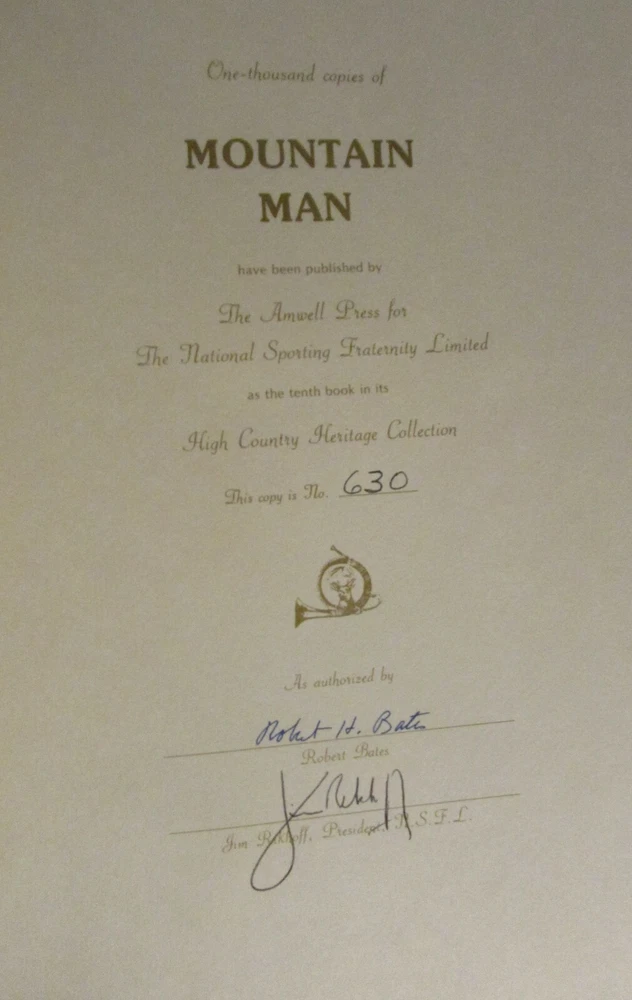 One-thousand copies of
MOUNTAIN
MAN
have been published by
The Amwell Press for
The National Sporting Fraternity Limited
as the tenth book in its
High Country Heritage Collection
This copy is No. 630
As authorized by
Robert H. Bates
Robert Bates
Jim Rikhoff
Jim Rikhoff, President, N.S.F.L.